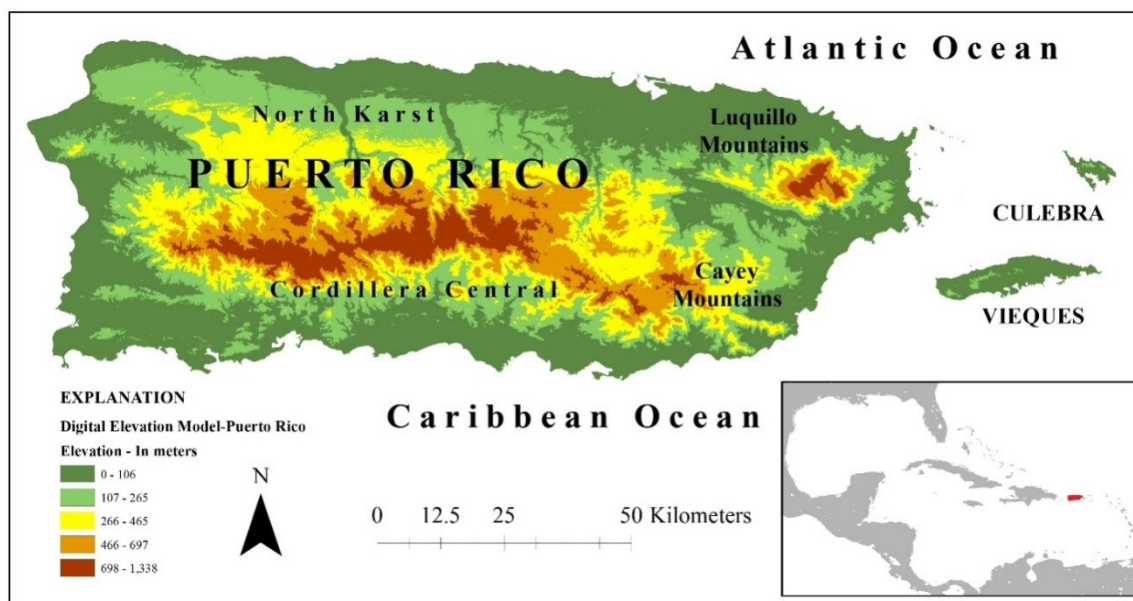 Atlantic Ocean
North Karst
Luquillo
Mountains
PUERTO RICO
CULEBRA
Cayey
Mountains
Cordillera Central
VIEQUES
EXPLANATION
Digital Elevation Model-Puerto Rico
Elevation - In meters
0 - 106
107 - 265
266 - 465
466 - 697
698 - 1,338
N
Caribbean Ocean
0 12.5 25 50 Kilometers